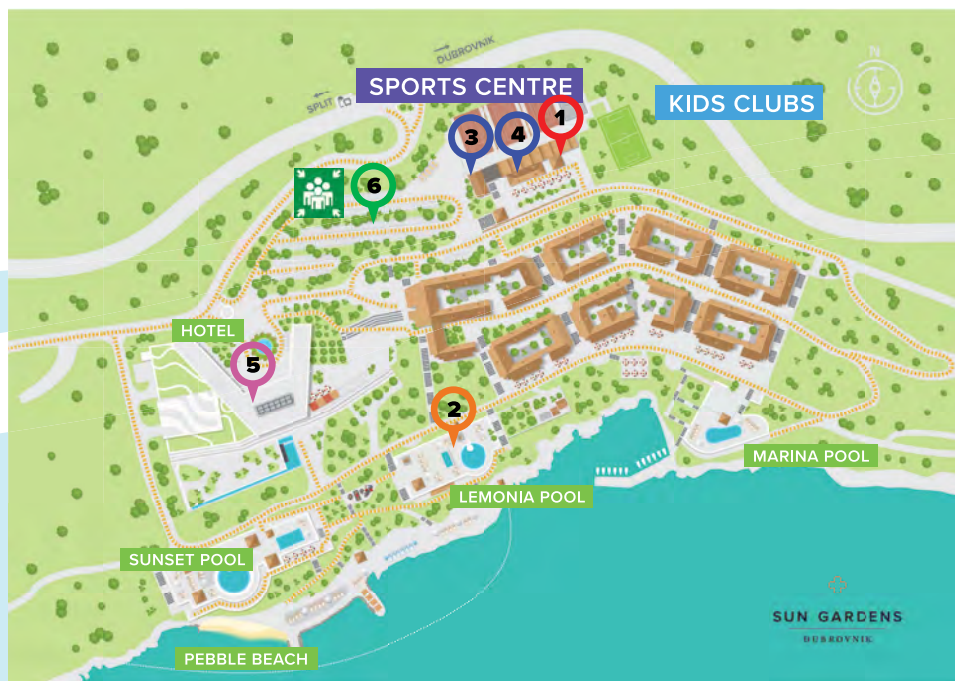 DUBROVNIK
SPLIT
N
SPORTS CENTRE
KIDS CLUBS
1
3
4
6
HOTEL
5
2
MARINA POOL
LEMONIA POOL
SUNSET POOL
PEBBLE BEACH
SUN GARDENS
DUBROVNIK